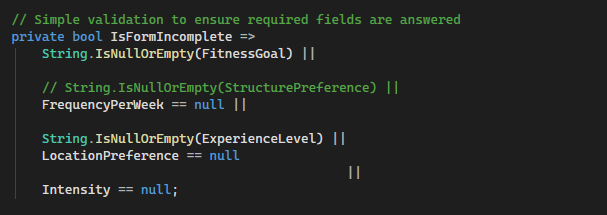 // Simple validation to ensure required fields are answered
private bool IsFormIncomplete =>
String.IsNullOrEmpty(FitnessGoal) ||
// String.IsNullOrEmpty(StructurePreference) ||
FrequencyPerWeek == null ||
String.IsNullOrEmpty(ExperienceLevel) ||
LocationPreference == null
||
Intensity == null;